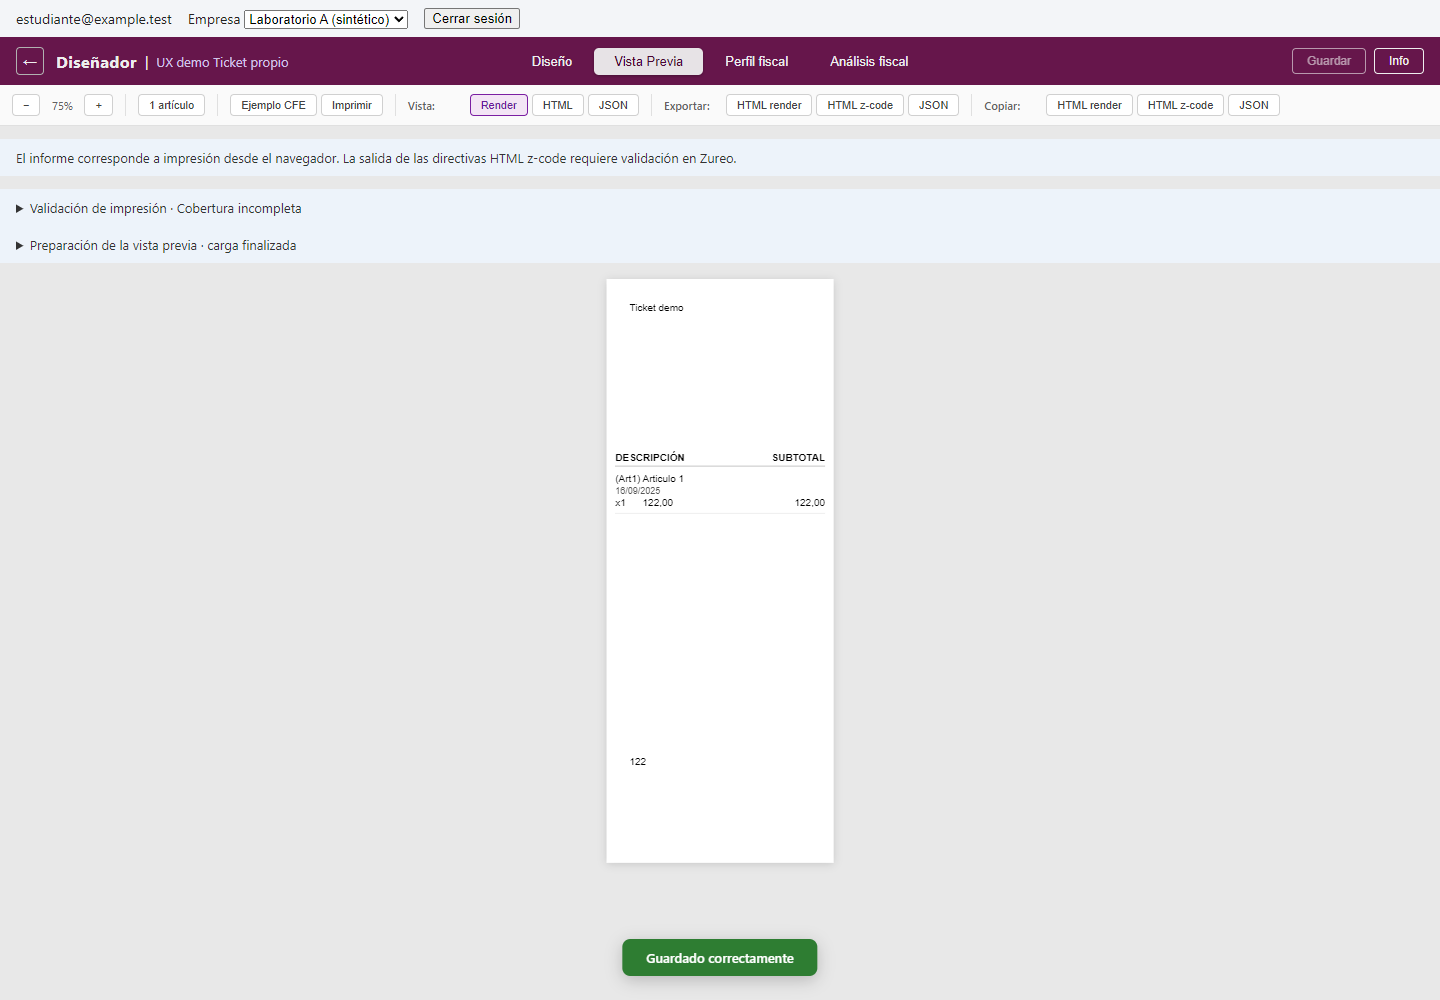 estudiante@example.test Empresa Laboratorio A (sintético) Cerrar sesión
← Diseñador | UX demo Ticket propio Diseño Vista Previa Perfil fiscal Análisis fiscal Guardar Info
− 75% + 1 artículo Ejemplo CFE Imprimir Vista: Render HTML JSON Exportar: HTML render HTML z-code JSON Copiar: HTML render HTML z-code JSON
El informe corresponde a impresión desde el navegador. La salida de las directivas HTML z-code requiere validación en Zureo.
Validación de impresión · Cobertura incompleta
Preparación de la vista previa · carga finalizada
Ticket demo
DESCRIPCIÓN SUBTOTAL
(Art1) Articulo 1
16/09/2025
x1 122,00 122,00
122
Guardado correctamente